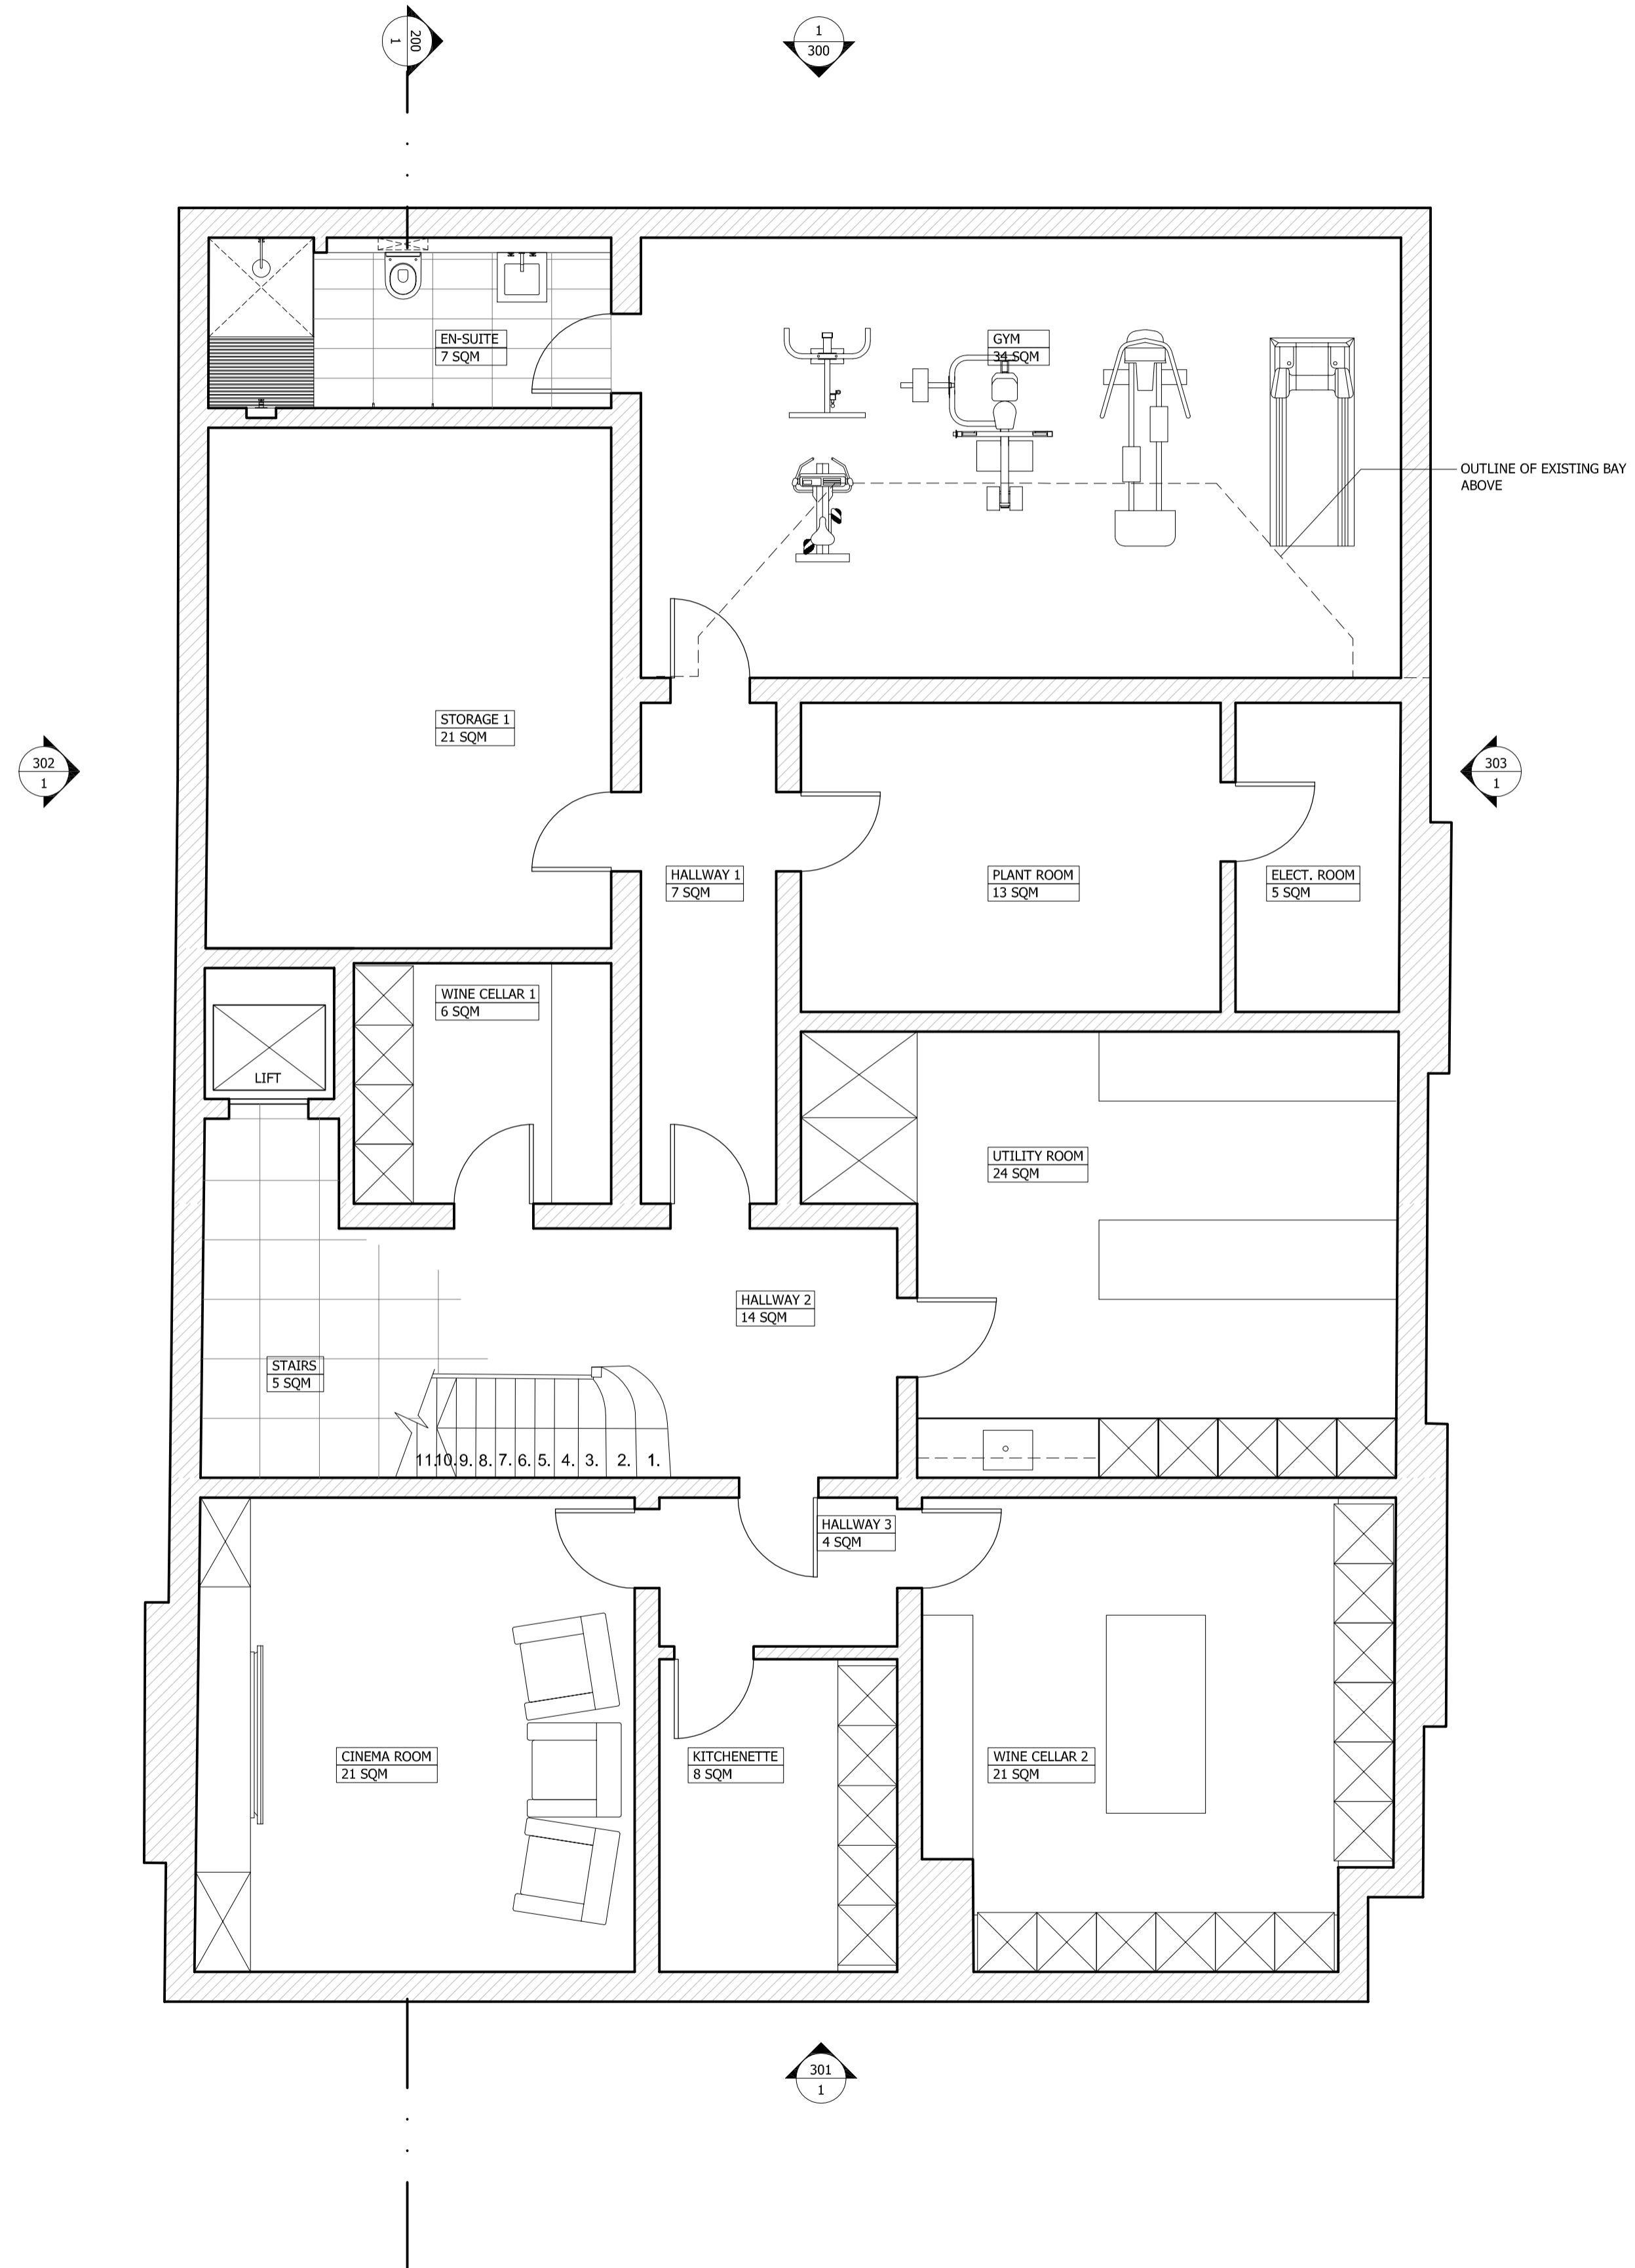 200
1
1
300
EN-SUITE
7 SQM
GYM
34 SQM
OUTLINE OF EXISTING BAY
ABOVE
STORAGE 1
21 SQM
302
1
303
1
HALLWAY 1
7 SQM
PLANT ROOM
13 SQM
ELECT. ROOM
5 SQM
WINE CELLAR 1
6 SQM
LIFT
UTILITY ROOM
24 SQM
HALLWAY 2
14 SQM
STAIRS
5 SQM
11. 10. 9. 8. 7. 6. 5. 4. 3. 2. 1.
HALLWAY 3
4 SQM
CINEMA ROOM
21 SQM
KITCHENETTE
8 SQM
WINE CELLAR 2
21 SQM
301
1